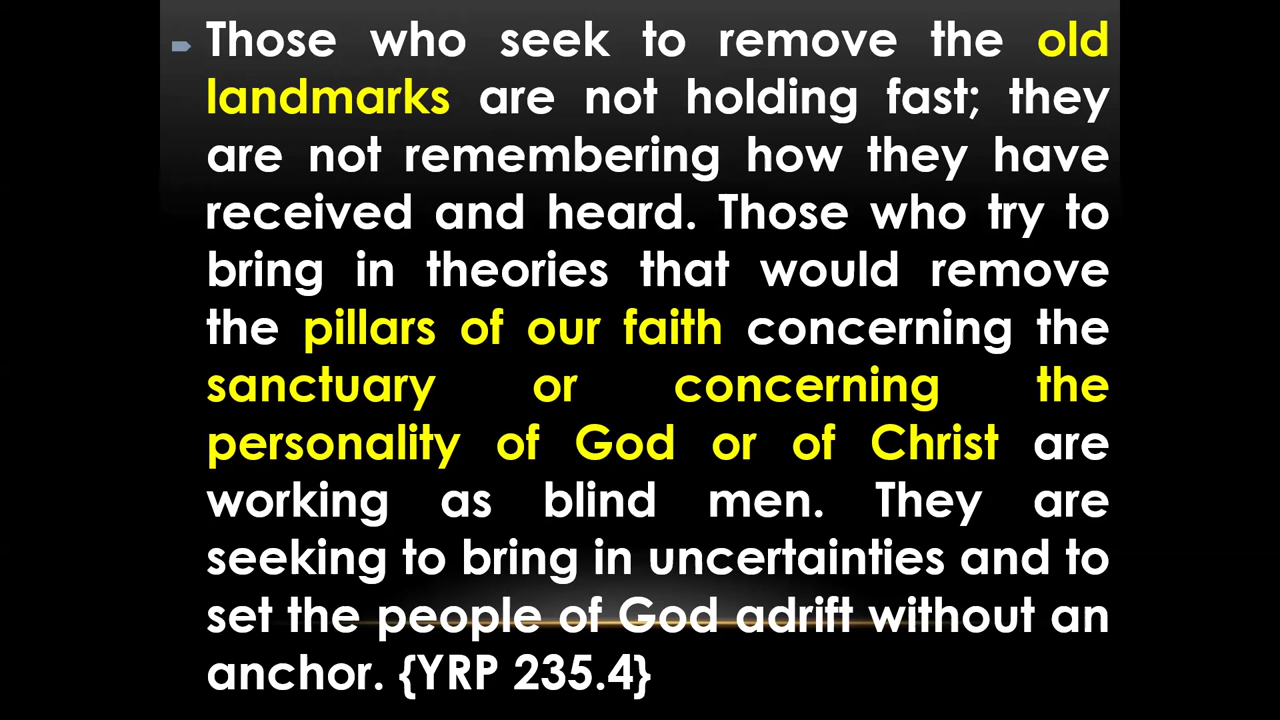 Those who seek to remove the old
landmarks are not holding fast; they
are not remembering how they have
received and heard. Those who try to
bring in theories that would remove
the pillars of our faith concerning the
sanctuary or concerning the
personality of God or of Christ are
working as blind men. They are
seeking to bring in uncertainties and to
set the people of God adrift without an
anchor. {YRP 235.4}